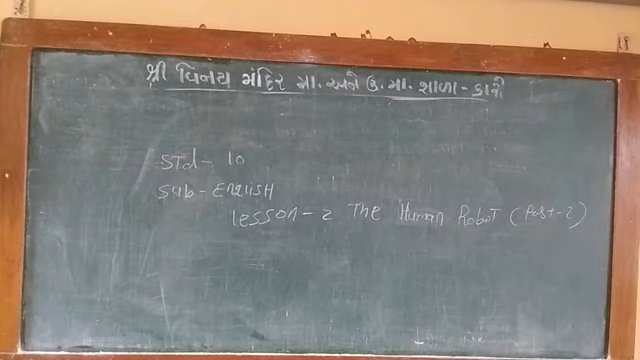 શ્રી વિનય મંદિર મા. અને ઉ. મા. શાળા - કાવી
Std - 10
Sub - ENGLISH
lesson - 2 The Human Robot (Part-2)